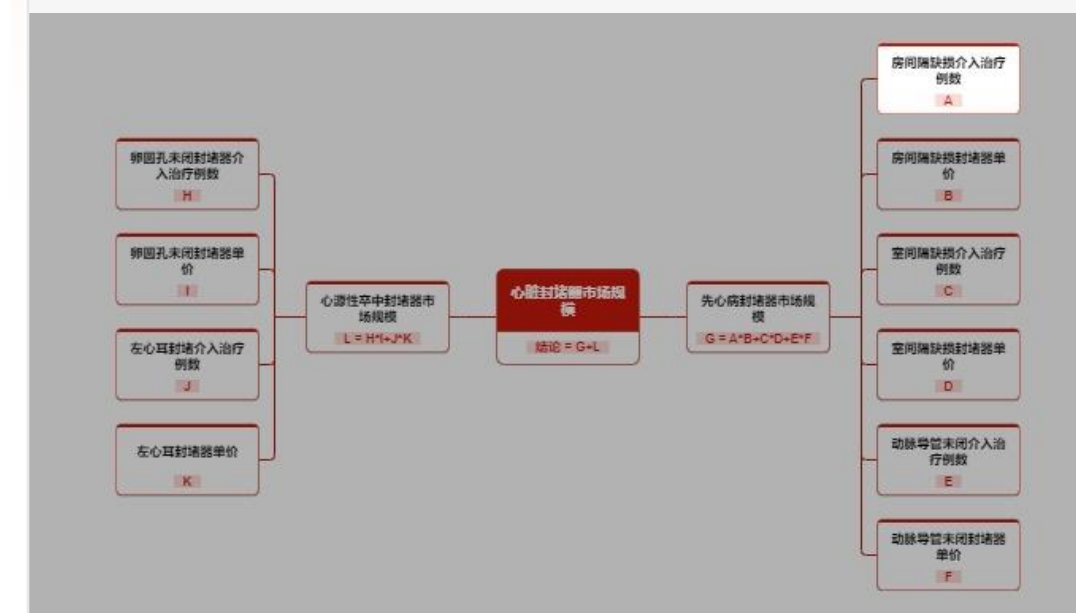 卵圆孔未闭封堵器介
入治疗例数
H
卵圆孔未闭封堵器单
价
I
左心耳封堵介入治疗
例数
J
左心耳封堵器单价
K
心源性卒中封堵器市
场规模
L = H*I+J*K
心脏封堵器市场规
模
结论 = G+L
先心病封堵器市场规
模
G = A*B+C*D+E*F
房间隔缺损介入治疗
例数
A
房间隔缺损封堵器单
价
B
室间隔缺损介入治疗
例数
C
室间隔缺损封堵器单
价
D
动脉导管未闭介入治
疗例数
E
动脉导管未闭封堵器
单价
F